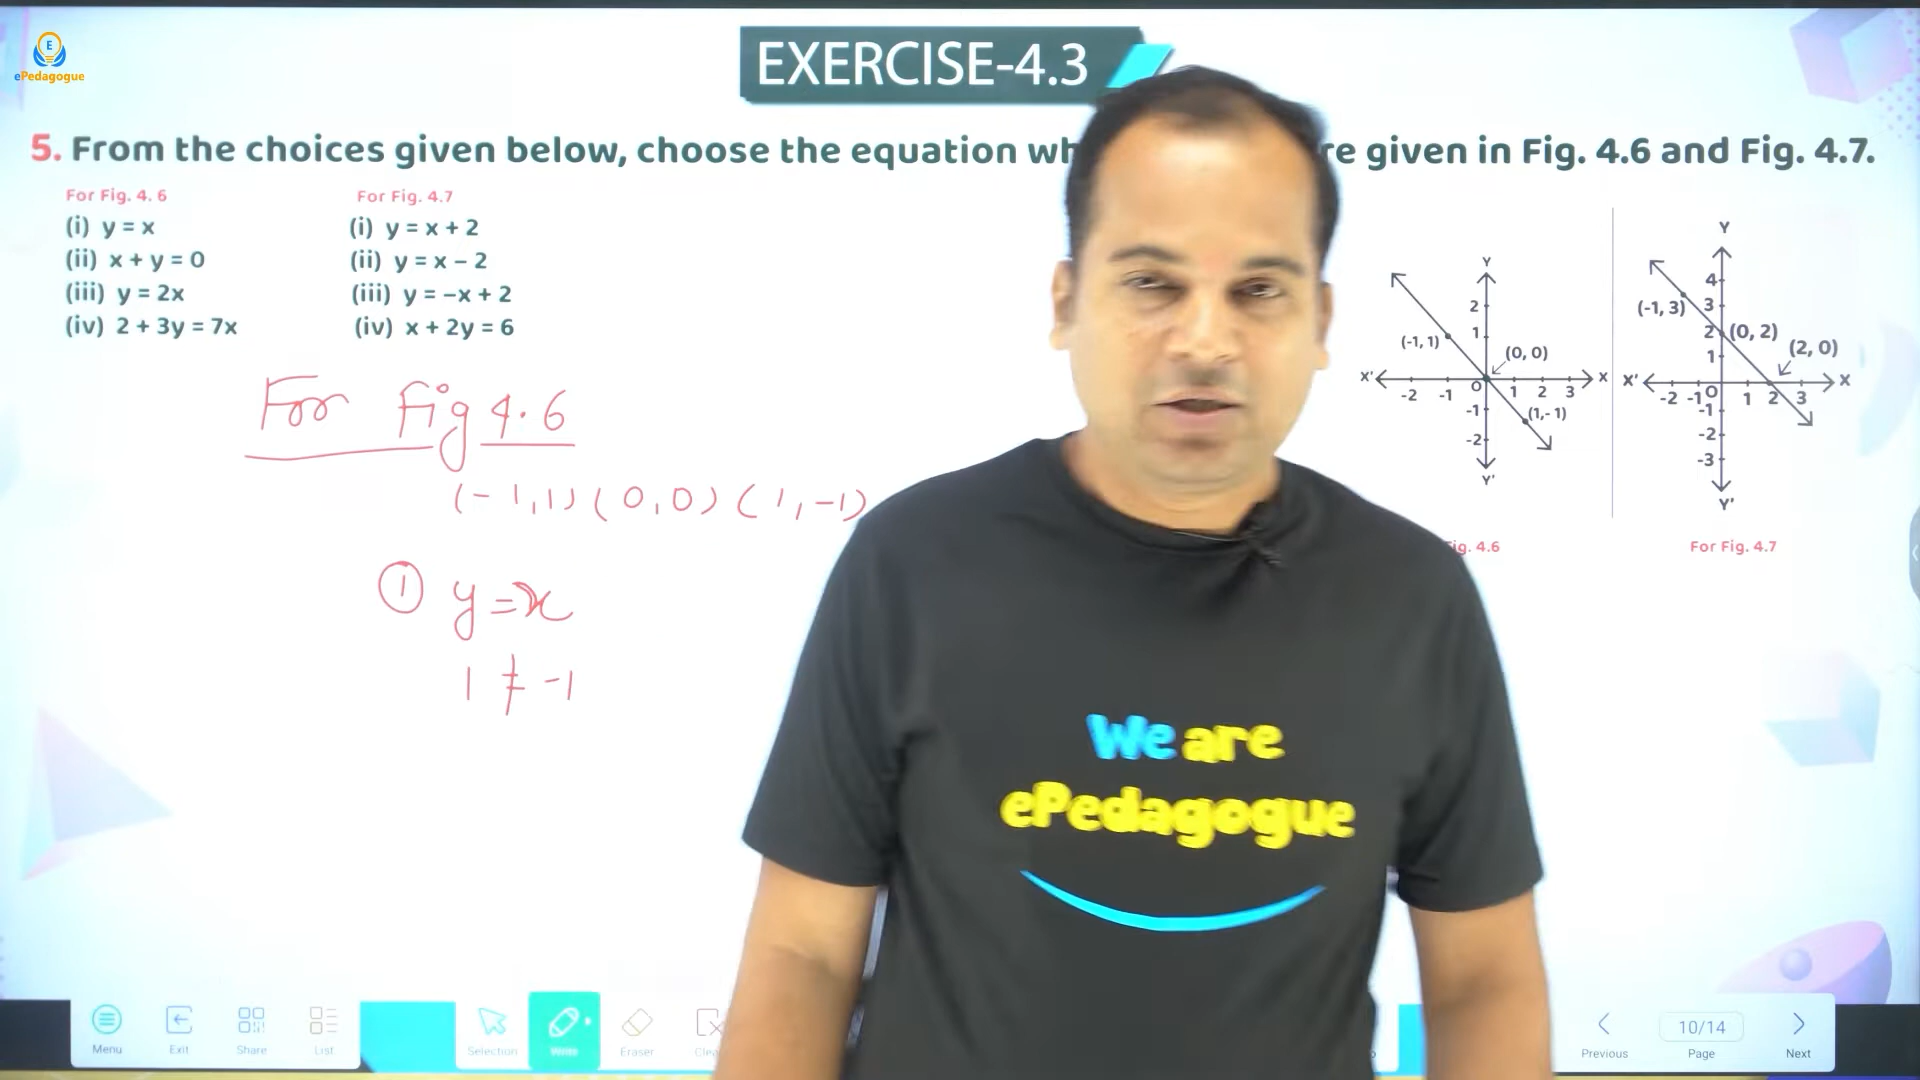 E
ePedagogue
EXERCISE-4.3
5. From the choices given below, choose the equation wh re given in Fig. 4.6 and Fig. 4.7.
For Fig. 4. 6
(i) y = x
(ii) x + y = 0
(iii) y = 2x
(iv) 2 + 3y = 7x
For Fig. 4.7
(i) y = x + 2
(ii) y = x – 2
(iii) y = –x + 2
(iv) x + 2y = 6
For Fig 4.6
(-1,1) (0,0) (1,-1)
① y = x
1 ≠ -1
Y
2
1
(-1, 1)
(0, 0)
X'
X
-2 -1 O 1 2 3
-1
(1,- 1)
-2
Y'
ig. 4.6
Y
4
(-1, 3) 3
2 (0, 2)
(2, 0)
1
X'
X
-2 -1 O 1 2 3
-1
-2
-3
Y'
For Fig. 4.7
We are
ePedagogue
Menu
Exit
Share
List
Selection
Write
Eraser
Clea
Previous
10/14
Page
Next